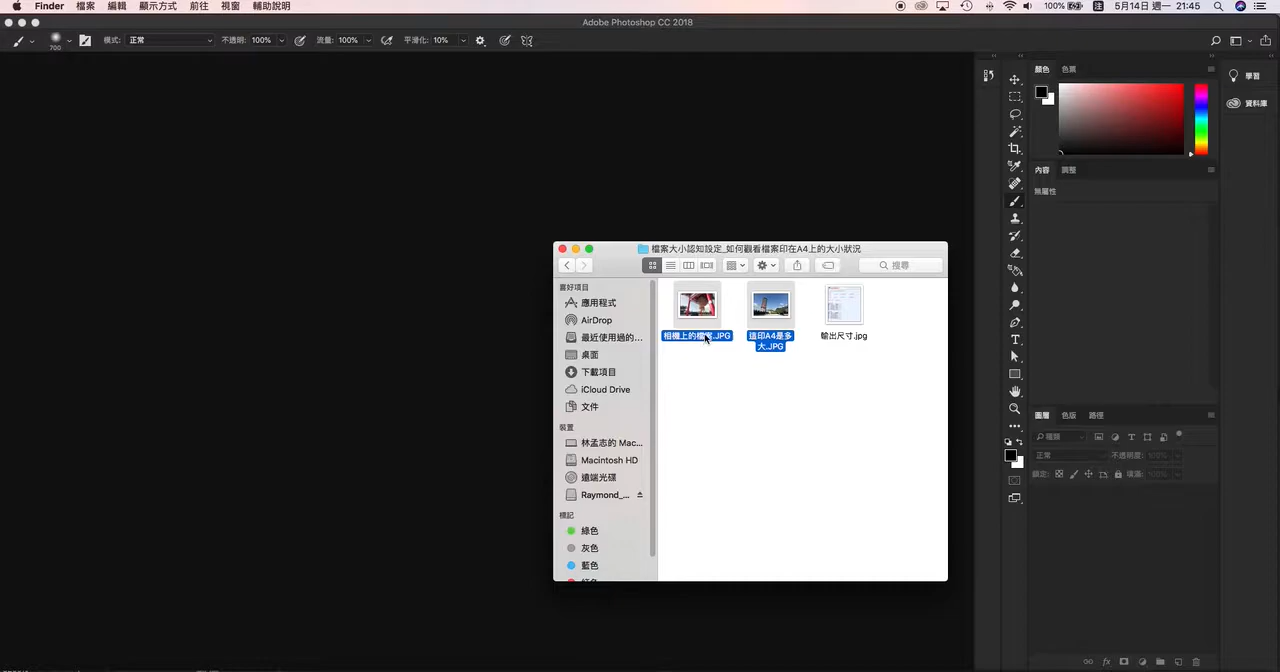 Finder 檔案 編輯 顯示方式 前往 視窗 輔助說明 100% 5月14日 週一 21:45
Adobe Photoshop CC 2018
700 模式: 正常 不透明: 100% 流量: 100% 平滑化: 10%
顏色 色票
學習
資料庫
內容 調整
無屬性
檔案大小認知設定_如何觀看檔案印在A4上的大小狀況
搜尋
喜好項目
應用程式
AirDrop
最近使用過的…
桌面
下載項目
iCloud Drive
文件
裝置
林孟志的 Mac…
Macintosh HD
遠端光碟
Raymond_…
標記
綠色
灰色
藍色
紅色
相機上的檔案.JPG
這印A4是多
大.JPG
輸出尺寸.jpg
圖層 色版 路徑
種類
正常 不透明度: 100%
鎖定: 填滿: 100%